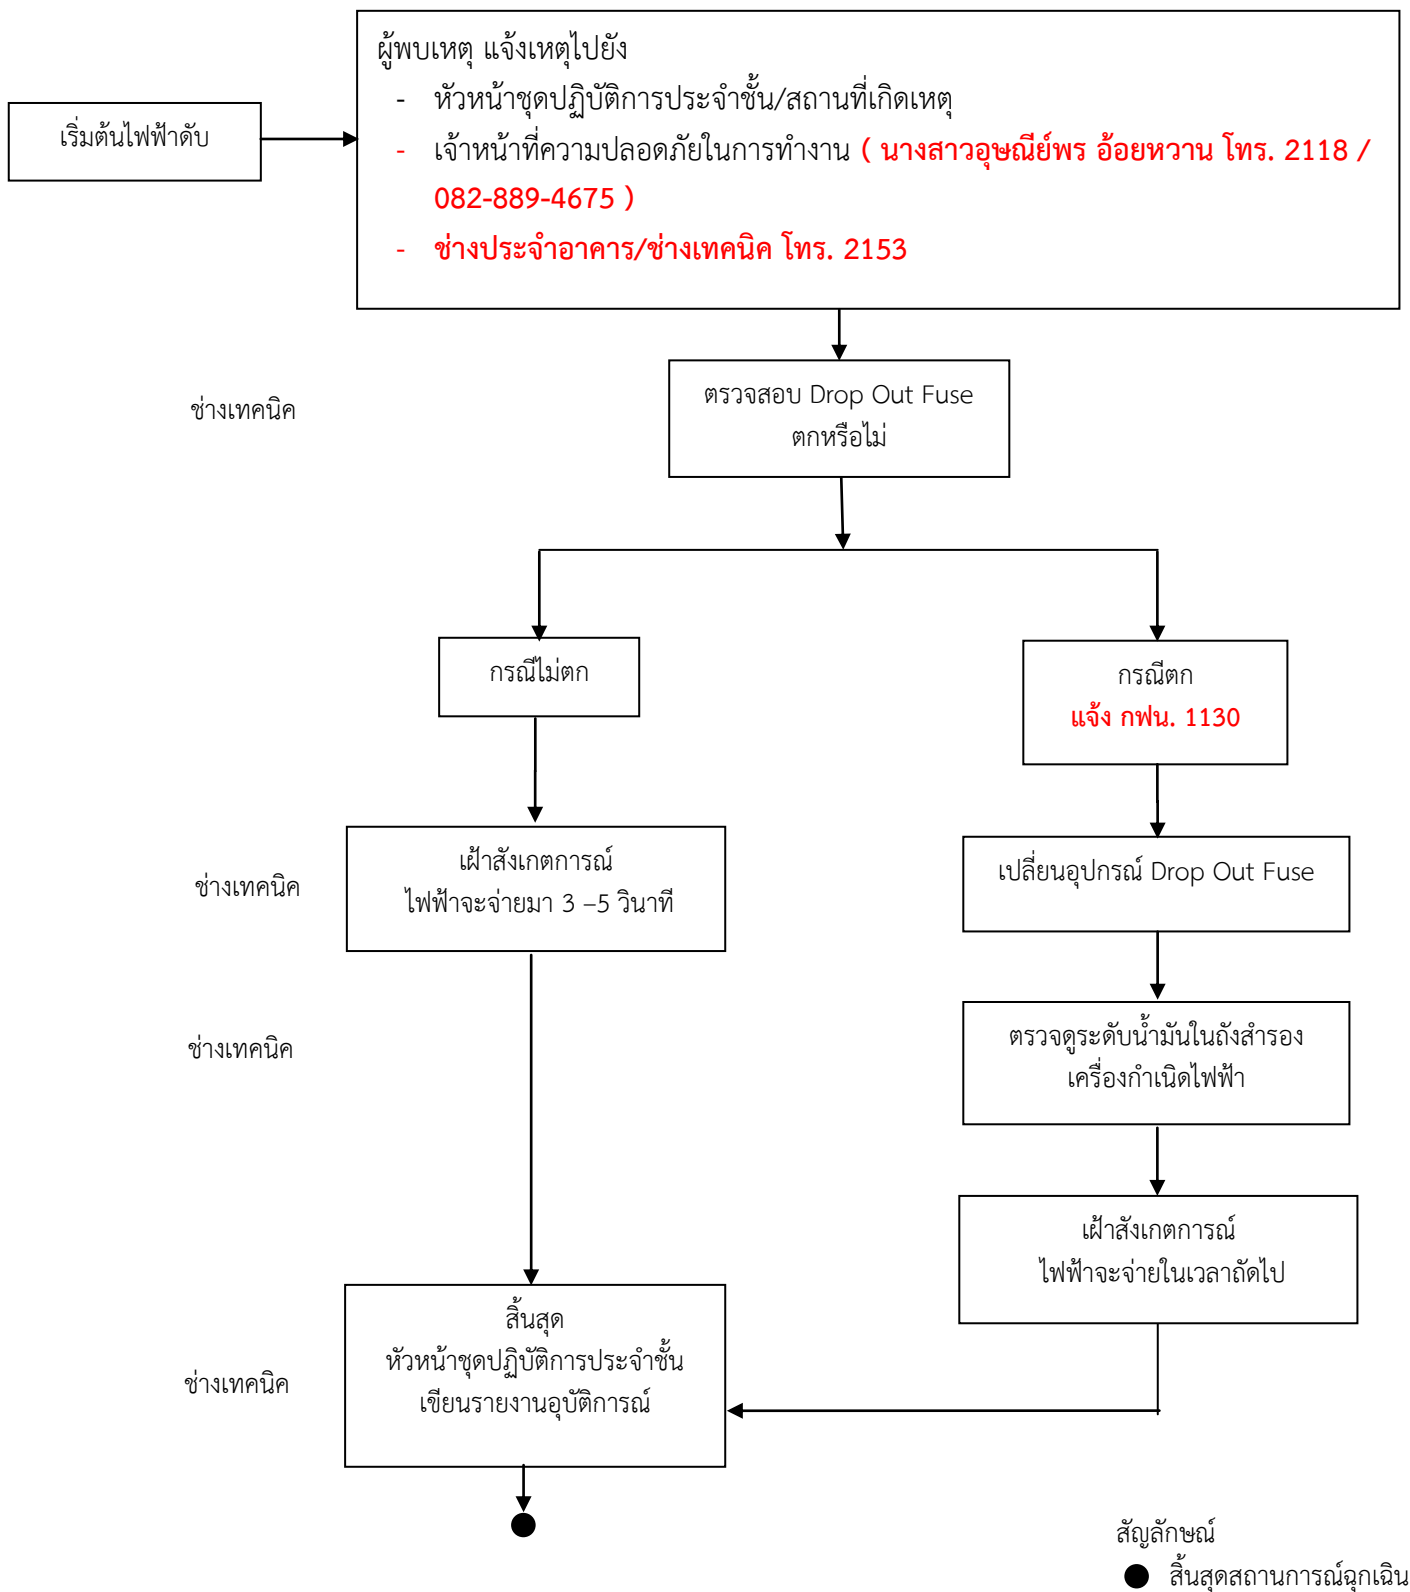 ผู้พบเหตุ แจ้งเหตุไปยัง
- หัวหน้าชุดปฏิบัติการประจำชั้น/สถานที่เกิดเหตุ
เริ่มต้นไฟฟ้าดับ
- เจ้าหน้าที่ความปลอดภัยในการทำงาน ( นางสาวอุษณีย์พร อ้อยหวาน โทร. 2118 /
082-889-4675 )
- ช่างประจำอาคาร/ช่างเทคนิค โทร. 2153
ช่างเทคนิค
ตรวจสอบ Drop Out Fuse
ตกหรือไม่
กรณีไม่ตก
กรณีตก
แจ้ง กฟน. 1130
ช่างเทคนิค
เฝ้าสังเกตการณ์
ไฟฟ้าจะจ่ายมา 3 –5 วินาที
เปลี่ยนอุปกรณ์ Drop Out Fuse
ช่างเทคนิค
ตรวจดูระดับน้ำมันในถังสำรอง
เครื่องกำเนิดไฟฟ้า
เฝ้าสังเกตการณ์
ไฟฟ้าจะจ่ายในเวลาถัดไป
ช่างเทคนิค
สิ้นสุด
หัวหน้าชุดปฏิบัติการประจำชั้น
เขียนรายงานอุบัติการณ์
สัญลักษณ์
สิ้นสุดสถานการณ์ฉุกเฉิน